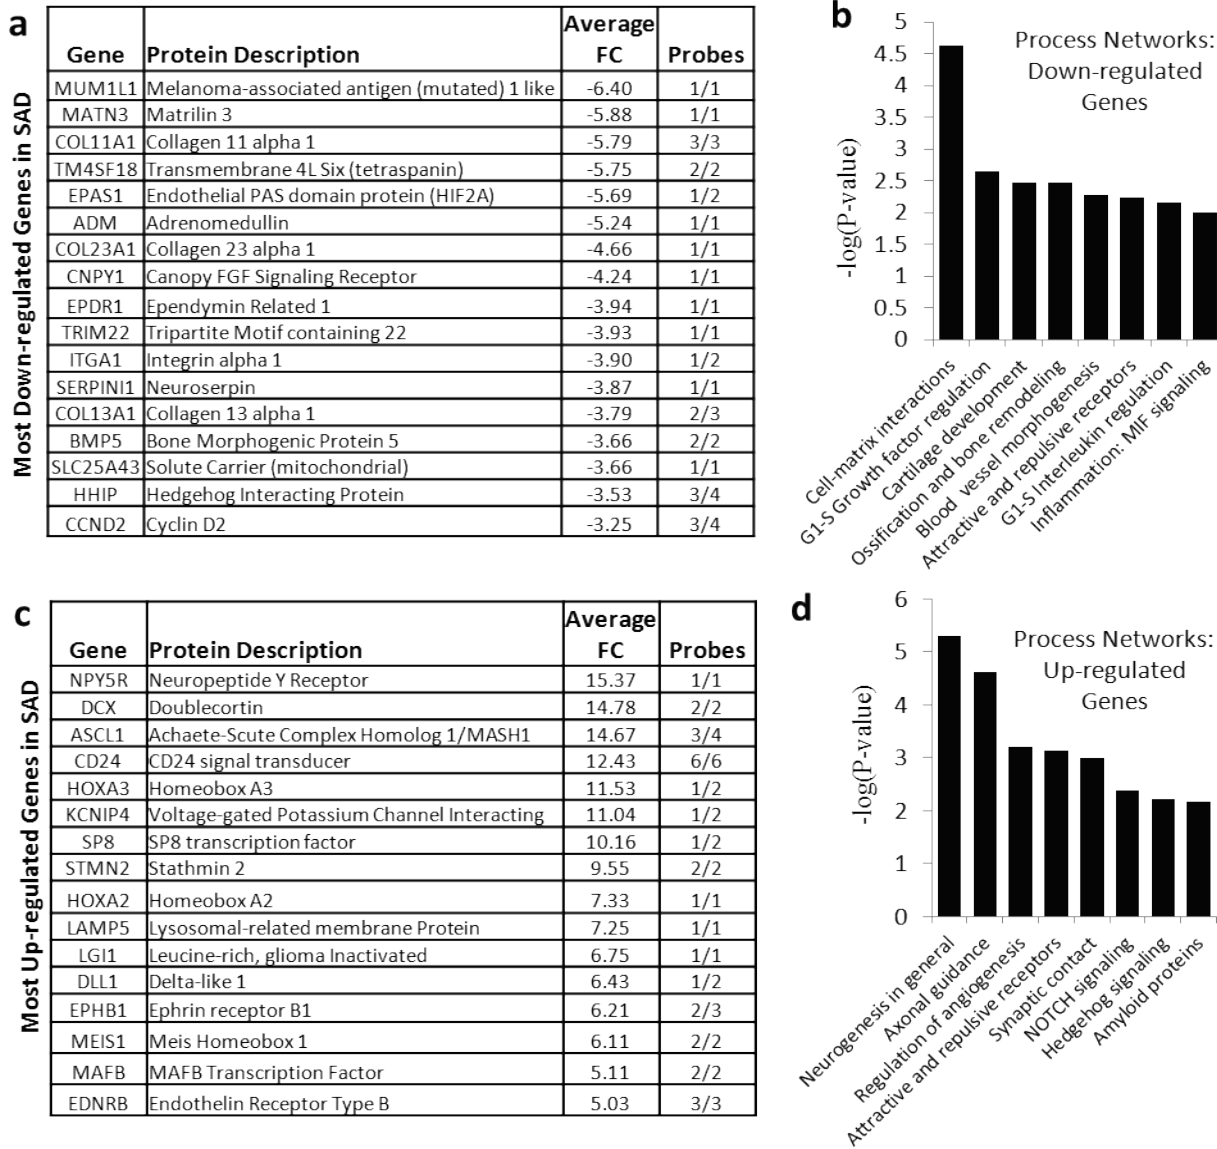 a
Most Down-regulated Genes in SAD
Gene Protein Description Average FC Probes
MUM1L1 Melanoma-associated antigen (mutated) 1 like -6.40 1/1
MATN3 Matrilin 3 -5.88 1/1
COL11A1 Collagen 11 alpha 1 -5.79 3/3
TM4SF18 Transmembrane 4L Six (tetraspanin) -5.75 2/2
EPAS1 Endothelial PAS domain protein (HIF2A) -5.69 1/2
ADM Adrenomedullin -5.24 1/1
COL23A1 Collagen 23 alpha 1 -4.66 1/1
CNPY1 Canopy FGF Signaling Receptor -4.24 1/1
EPDR1 Ependymin Related 1 -3.94 1/1
TRIM22 Tripartite Motif containing 22 -3.93 1/1
ITGA1 Integrin alpha 1 -3.90 1/2
SERPINI1 Neuroserpin -3.87 1/1
COL13A1 Collagen 13 alpha 1 -3.79 2/3
BMP5 Bone Morphogenic Protein 5 -3.66 2/2
SLC25A43 Solute Carrier (mitochondrial) -3.66 1/1
HHIP Hedgehog Interacting Protein -3.53 3/4
CCND2 Cyclin D2 -3.25 3/4
b
Process Networks:
Down-regulated
Genes
-log(P-value)
5
4.5
4
3.5
3
2.5
2
1.5
1
0.5
0
Cell-matrix interactions
G1-S Growth factor regulation
Cartilage development
Ossification and bone remodeling
Blood vessel morphogenesis
Attractive and repulsive receptors
G1-S Interleukin regulation
Inflammation: MIF signaling
c
Most Up-regulated Genes in SAD
Gene Protein Description Average FC Probes
NPY5R Neuropeptide Y Receptor 15.37 1/1
DCX Doublecortin 14.78 2/2
ASCL1 Achaete-Scute Complex Homolog 1/MASH1 14.67 3/4
CD24 CD24 signal transducer 12.43 6/6
HOXA3 Homeobox A3 11.53 1/2
KCNIP4 Voltage-gated Potassium Channel Interacting 11.04 1/2
SP8 SP8 transcription factor 10.16 1/2
STMN2 Stathmin 2 9.55 2/2
HOXA2 Homeobox A2 7.33 1/1
LAMP5 Lysosomal-related membrane Protein 7.25 1/1
LGI1 Leucine-rich, glioma Inactivated 6.75 1/1
DLL1 Delta-like 1 6.43 1/2
EPHB1 Ephrin receptor B1 6.21 2/3
MEIS1 Meis Homeobox 1 6.11 2/2
MAFB MAFB Transcription Factor 5.11 2/2
EDNRB Endothelin Receptor Type B 5.03 3/3
d
Process Networks:
Up-regulated
Genes
-log(P-value)
6
5
4
3
2
1
0
Neurogenesis in general
Axonal guidance
Regulation of angiogenesis
Attractive and repulsive receptors
Synaptic contact
NOTCH signaling
Hedgehog signaling
Amyloid proteins